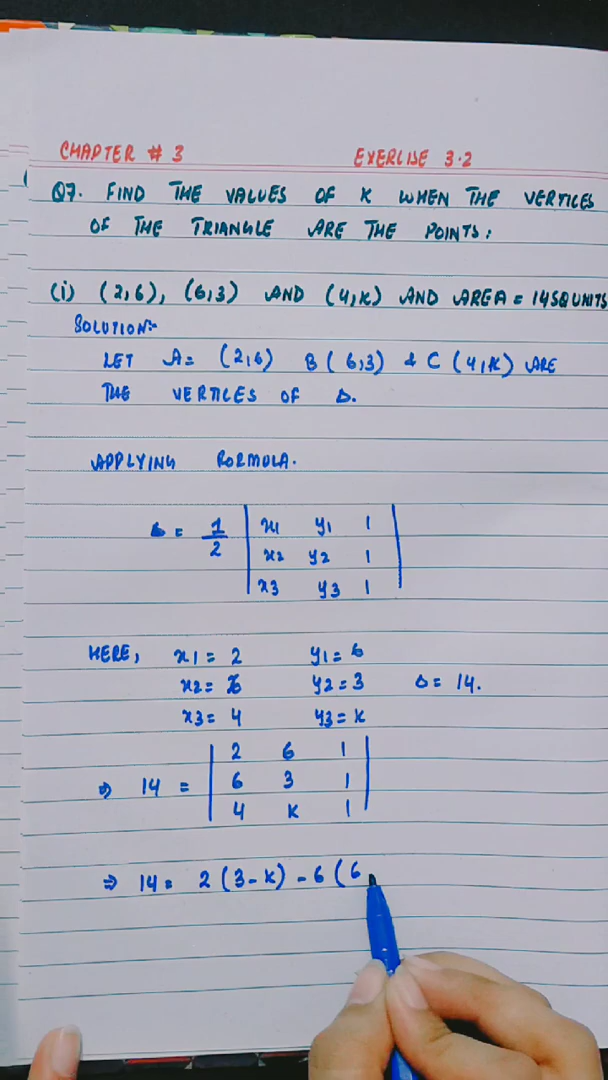 CHAPTER # 3 EXERCISE 3.2
Q7. FIND THE VALUES OF K WHEN THE VERTICES
OF THE TRIANGLE ARE THE POINTS:
(i) (2,6), (6,3) AND (4,K) AND AREA = 14SQUNITS
SOLUTION:-
LET A= (2,6) B (6,3) & C (4,K) ARE
THE VERTICES OF Δ.
APPLYING FORMULA.
Δ = 1/2 | x1 y1 1
x2 y2 1
x3 y3 1 |
HERE, x1 = 2 y1 = 6
x2 = 6 y2 = 3 Δ = 14.
x3 = 4 y3 = K
⇒ 14 = | 2 6 1
6 3 1
4 K 1 |
⇒ 14 = 2 (3 - K) - 6 (6